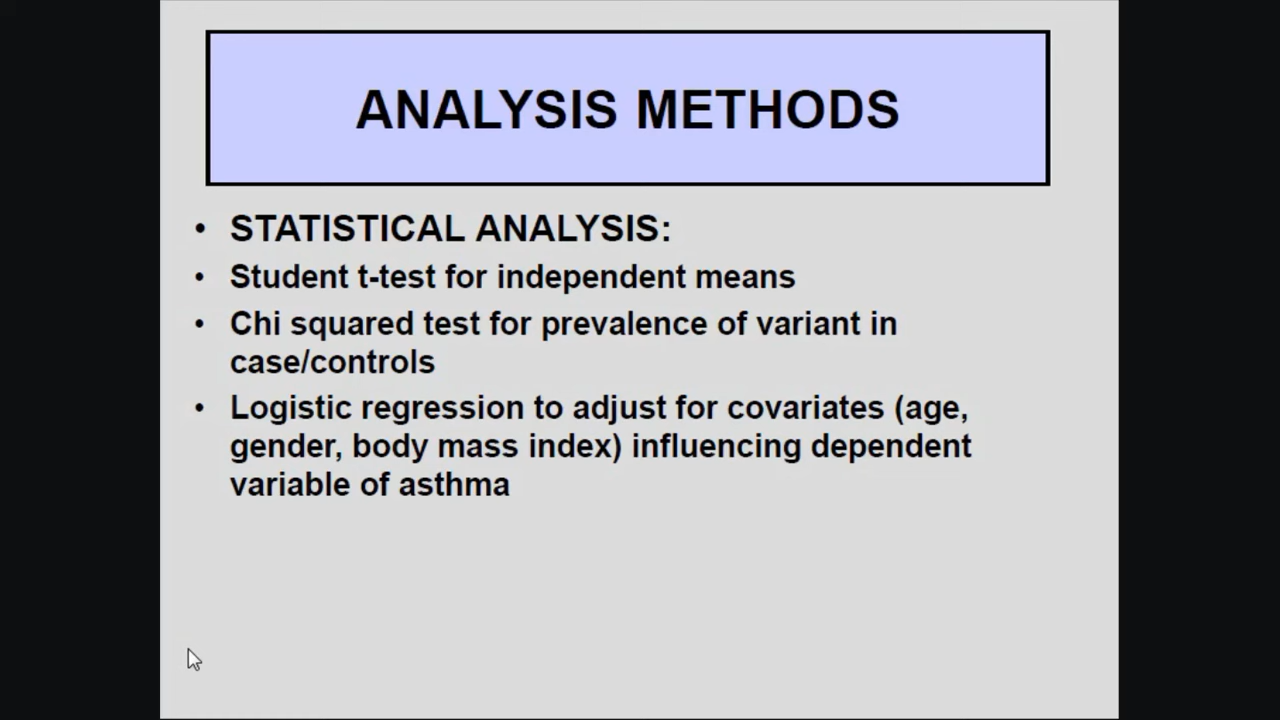 ANALYSIS METHODS
• STATISTICAL ANALYSIS:
• Student t-test for independent means
• Chi squared test for prevalence of variant in
case/controls
• Logistic regression to adjust for covariates (age,
gender, body mass index) influencing dependent
variable of asthma